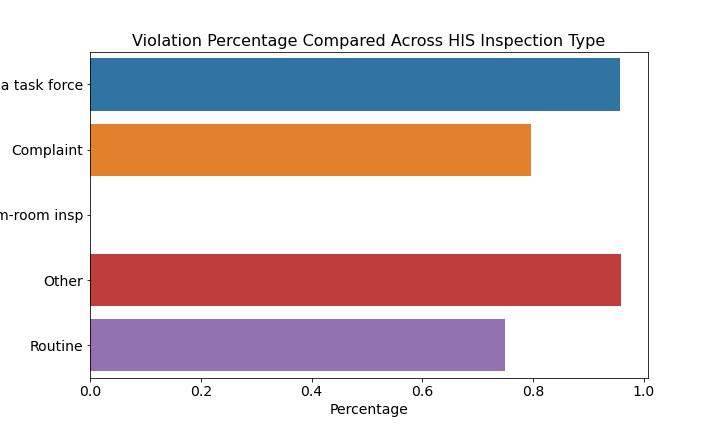 Violation Percentage Compared Across HIS Inspection Type
a task force
Complaint
m-room insp
Other
Routine
0.0 0.2 0.4 0.6 0.8 1.0
Percentage